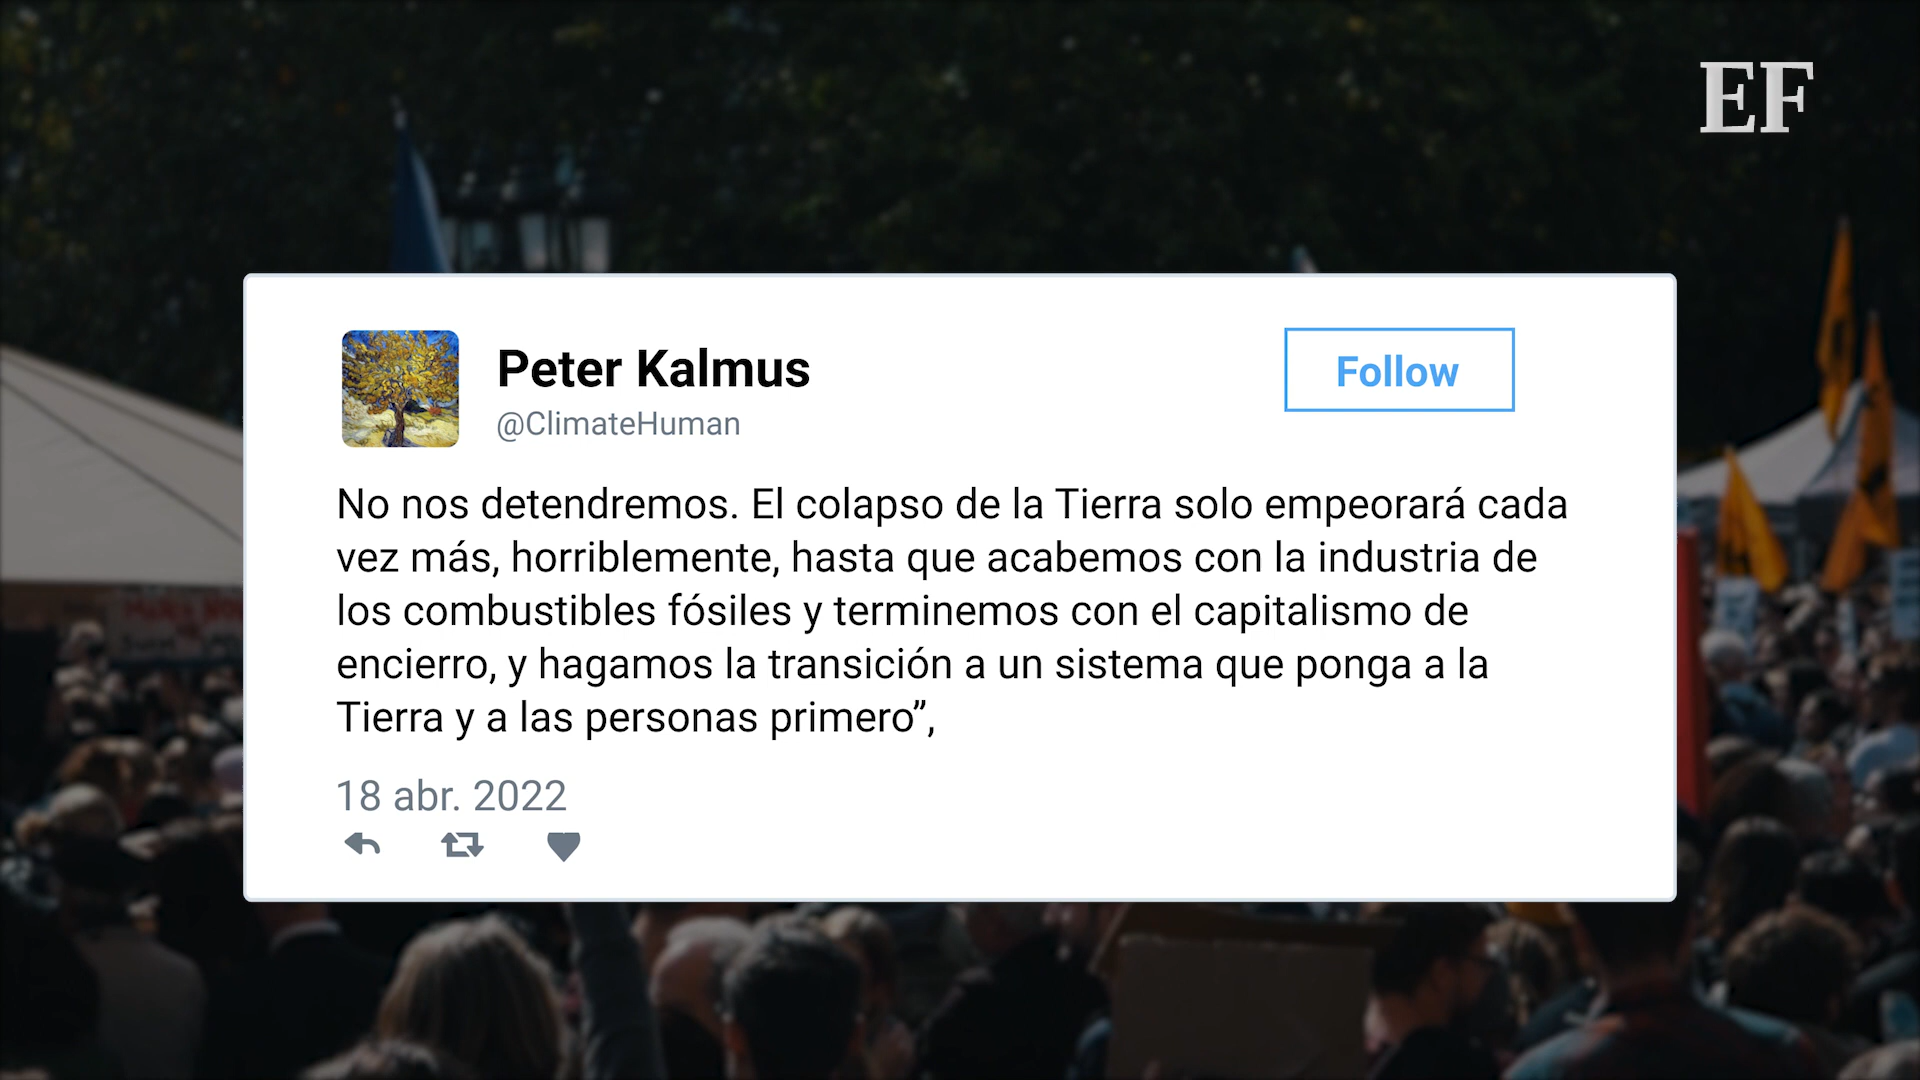 EF
Peter Kalmus
Follow
@ClimateHuman
No nos detendremos. El colapso de la Tierra solo empeorará cada
vez más, horriblemente, hasta que acabemos con la industria de
los combustibles fósiles y terminemos con el capitalismo de
encierro, y hagamos la transición a un sistema que ponga a la
Tierra y a las personas primero”,
18 abr. 2022